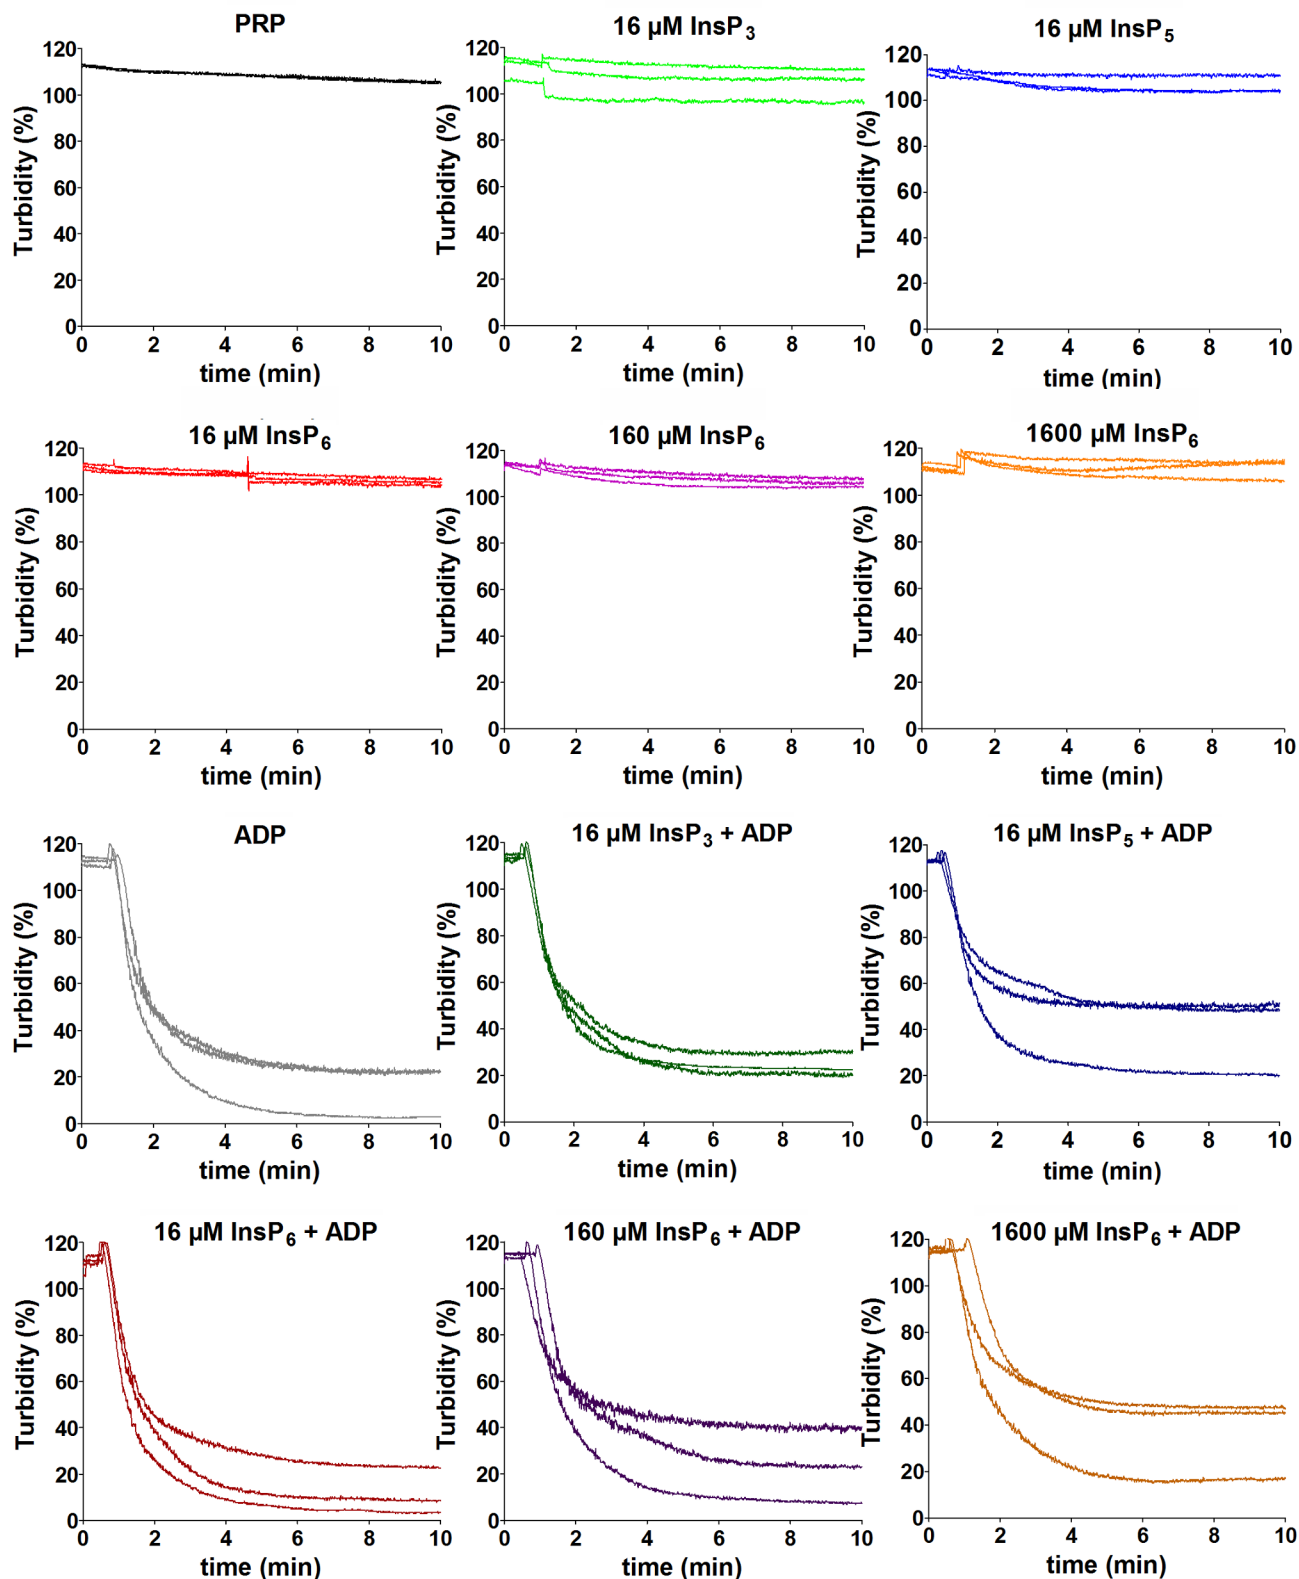 PRP
16 µM InsP3
16 µM InsP5
120
100
80
60
40
20
0
Turbidity (%)
0 2 4 6 8 10
time (min)
120
100
80
60
40
20
0
Turbidity (%)
0 2 4 6 8 10
time (min)
120
100
80
60
40
20
0
Turbidity (%)
0 2 4 6 8 10
time (min)
16 µM InsP6
160 µM InsP6
1600 µM InsP6
120
100
80
60
40
20
0
Turbidity (%)
0 2 4 6 8 10
time (min)
120
100
80
60
40
20
0
Turbidity (%)
0 2 4 6 8 10
time (min)
120
100
80
60
40
20
0
Turbidity (%)
0 2 4 6 8 10
time (min)
ADP
16 µM InsP3 + ADP
16 µM InsP5 + ADP
120
100
80
60
40
20
0
Turbidity (%)
0 2 4 6 8 10
time (min)
120
100
80
60
40
20
0
Turbidity (%)
0 2 4 6 8 10
time (min)
120
100
80
60
40
20
0
Turbidity (%)
0 2 4 6 8 10
time (min)
16 µM InsP6 + ADP
160 µM InsP6 + ADP
1600 µM InsP6 + ADP
120
100
80
60
40
20
0
Turbidity (%)
0 2 4 6 8 10
time (min)
120
100
80
60
40
20
0
Turbidity (%)
0 2 4 6 8 10
time (min)
120
100
80
60
40
20
0
Turbidity (%)
0 2 4 6 8 10
time (min)